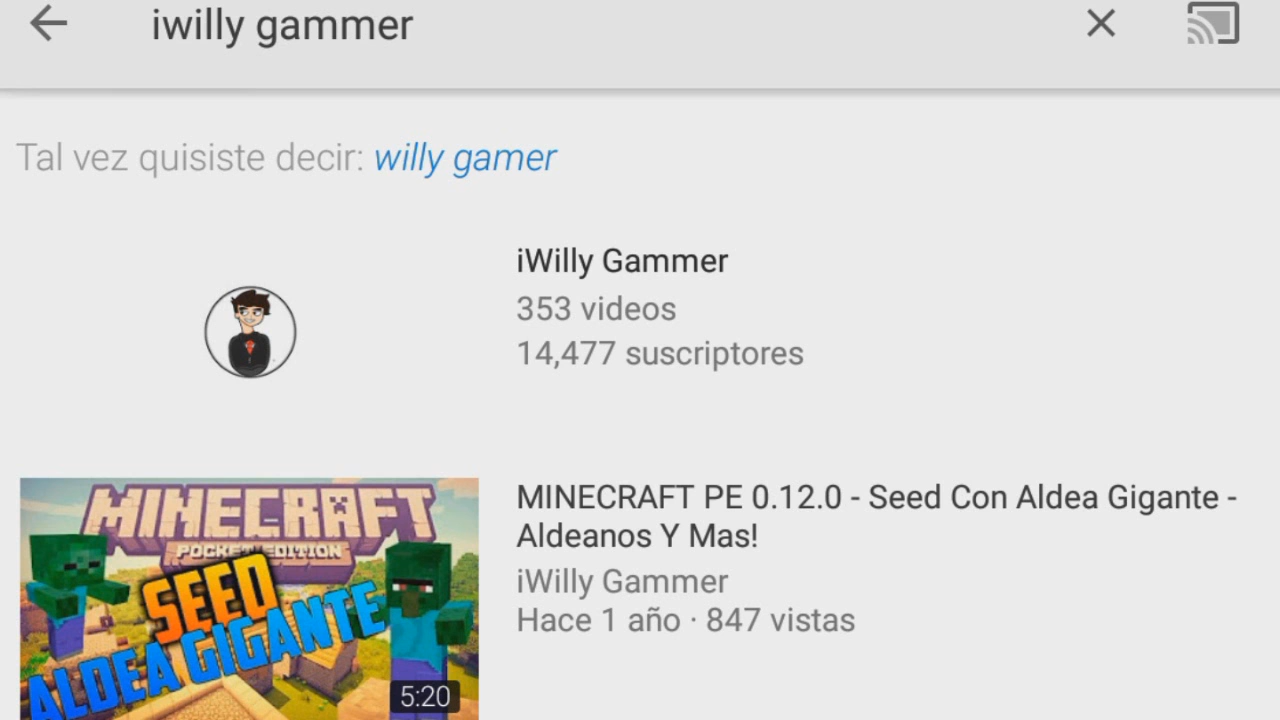 iwilly gammer
Tal vez quisiste decir: willy gamer
iWilly Gammer
353 videos
14,477 suscriptores
MINECRAFT
POCKET EDITION
SEED
ALDEA GIGANTE
5:20
MINECRAFT PE 0.12.0 - Seed Con Aldea Gigante -
Aldeanos Y Mas!
iWilly Gammer
Hace 1 año · 847 vistas